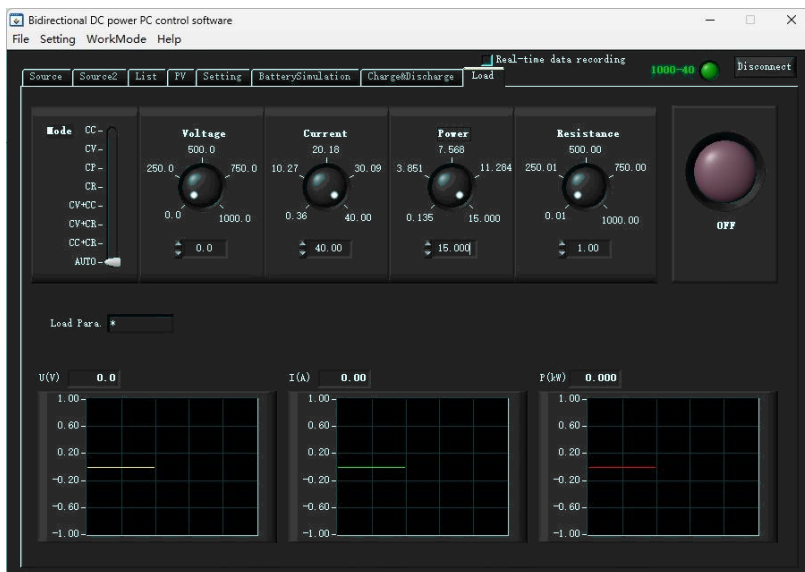 Bidirectional DC power PC control software
File Setting WorkMode Help
Real-time data recording
1000-40
Disconnect
Source Source2 List PV Setting BatterySimulation Charge&Discharge Load
Mode
CC
CV
CP
CR
CV+CC
CV+CR
CC+CR
AUTO
Voltage
500.0
250.0 750.0
0.0 1000.0
0.0
Current
20.18
10.27 30.09
0.36 40.00
40.00
Power
7.568
3.851 11.284
0.135 15.000
15.000
Resistance
500.00
250.01 750.00
0.01 1000.00
1.00
OFF
Load Para. *
U(V) 0.0
1.00
0.60
0.20
-0.20
-0.60
-1.00
I(A) 0.00
1.00
0.60
0.20
-0.20
-0.60
-1.00
P(kW) 0.000
1.00
0.60
0.20
-0.20
-0.60
-1.00